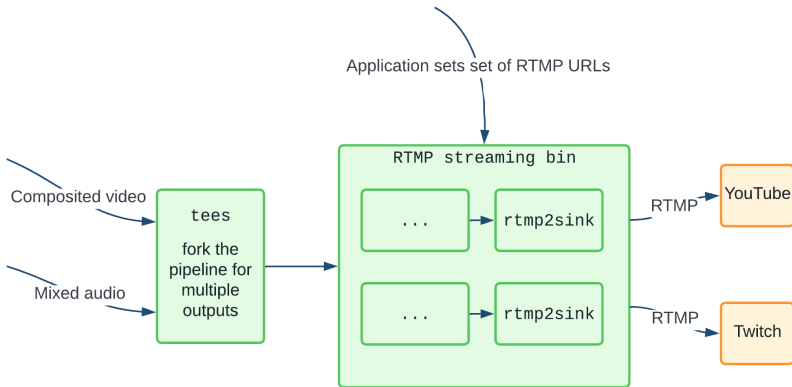 Application sets set of RTMP URLs
RTMP streaming bin
Composited video
tees
fork the
pipeline for
multiple
outputs
Mixed audio
...
rtmp2sink
RTMP
YouTube
...
rtmp2sink
RTMP
Twitch